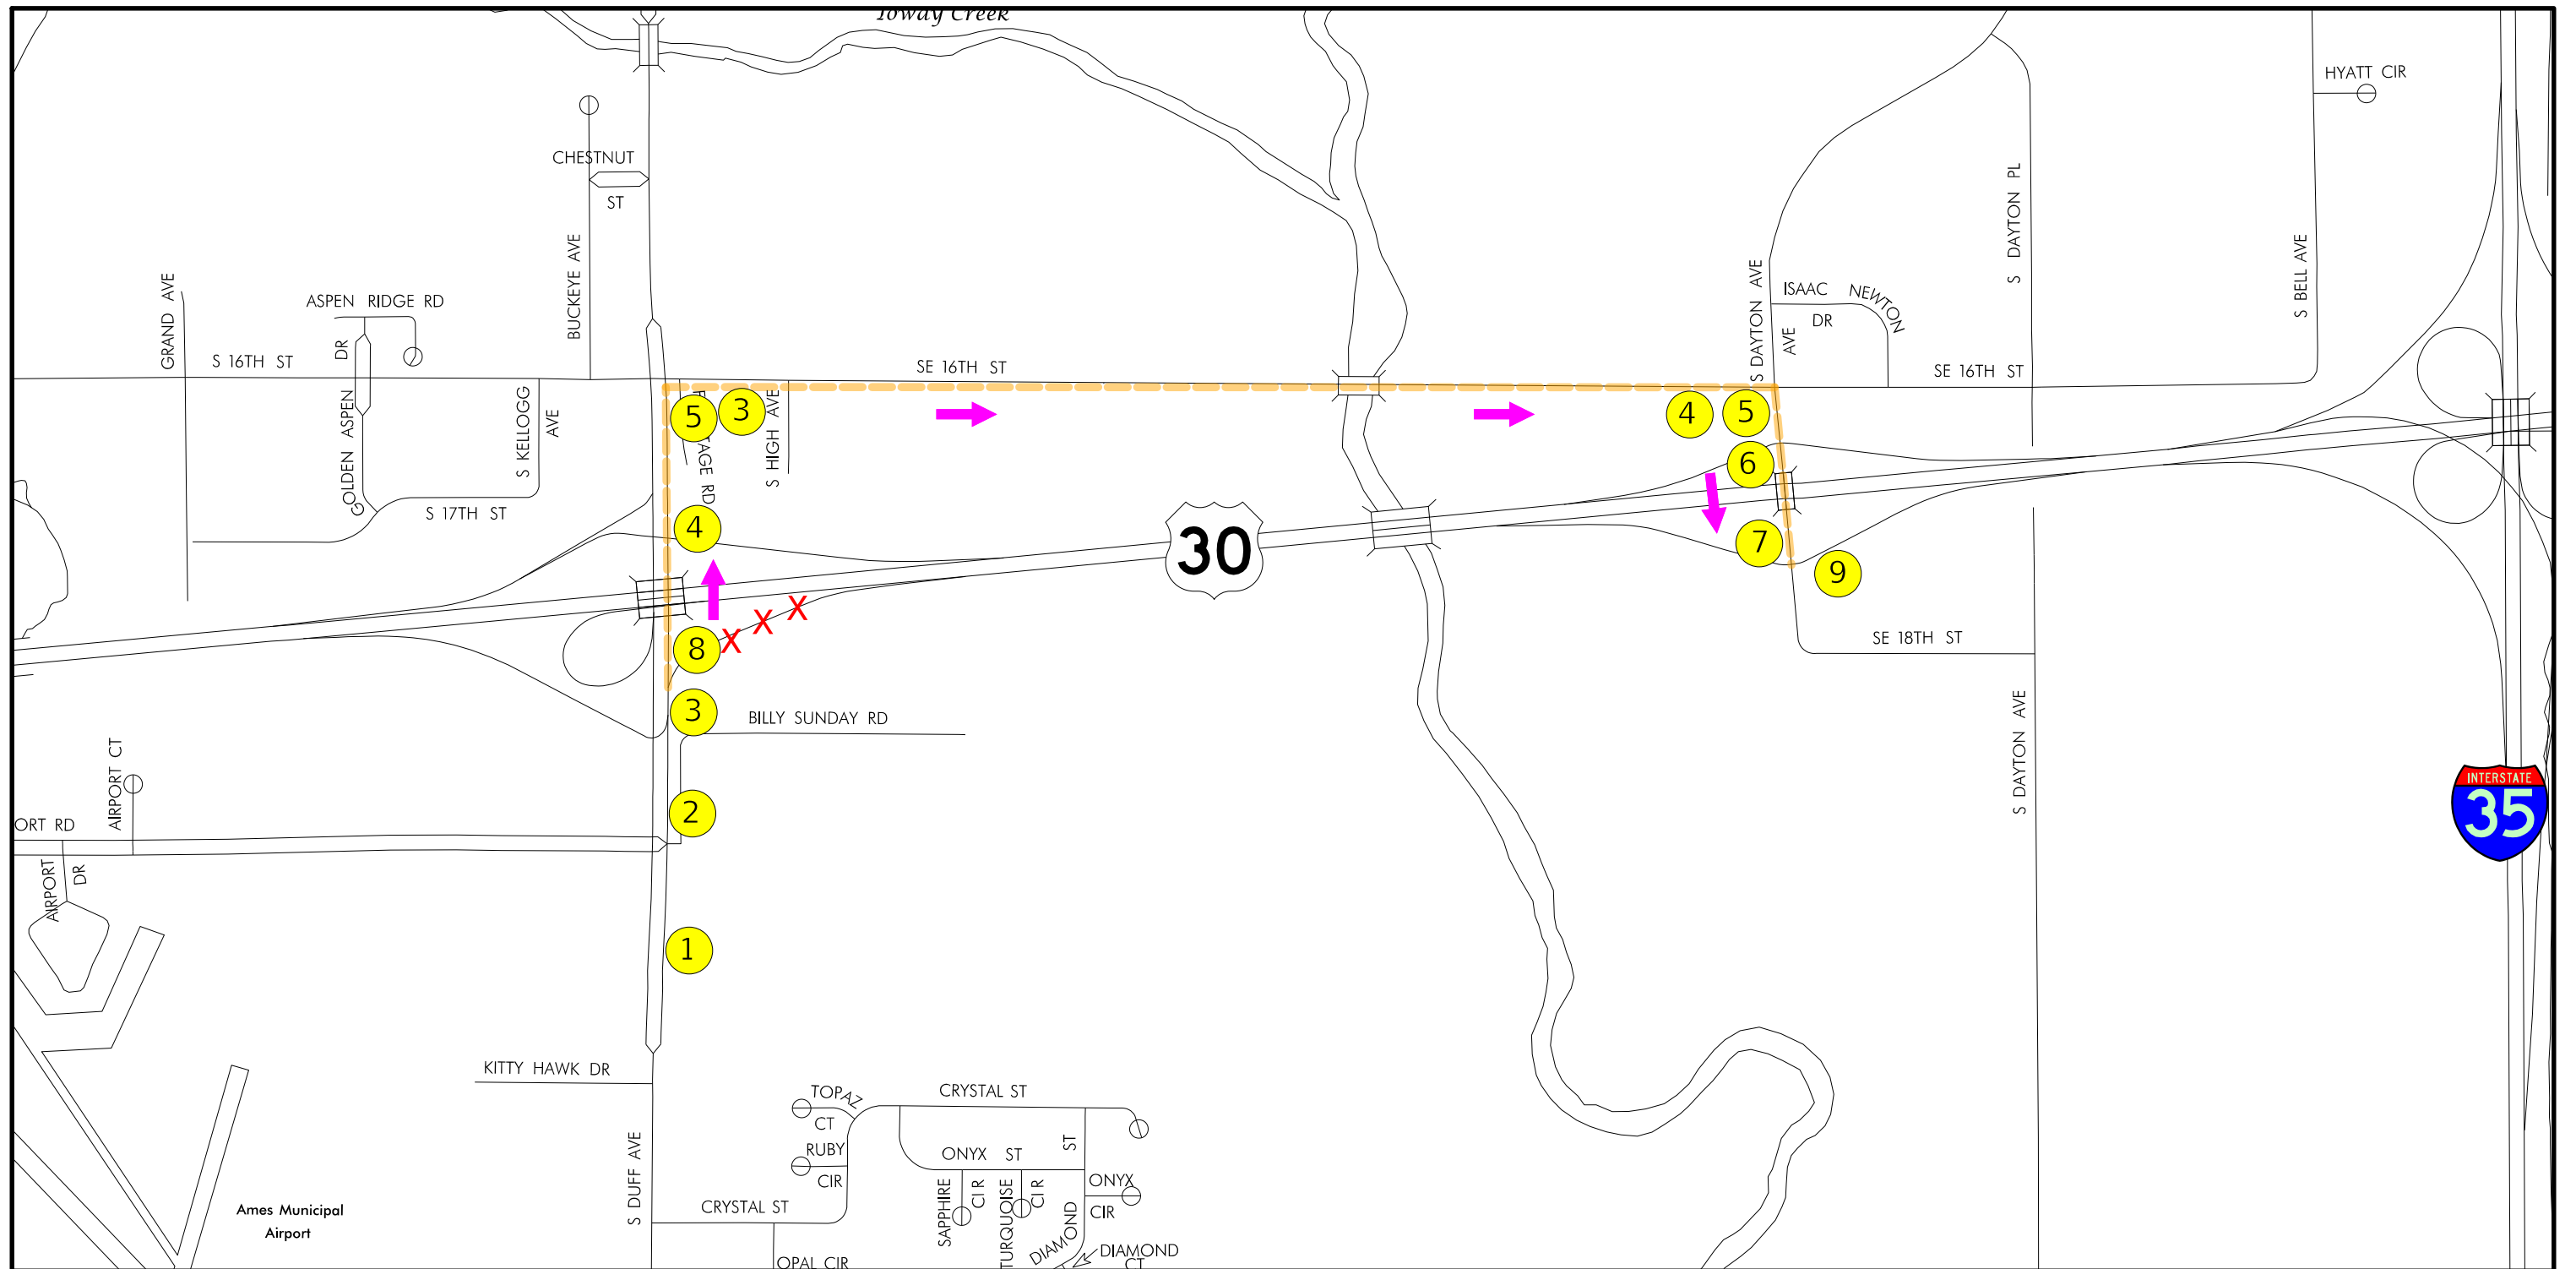 Ioway Creek
HYATT CIR
CHESTNUT
ST
BUCKEYE AVE
S DAYTON PL
S BELL AVE
GRAND AVE
ASPEN RIDGE RD
S DAYTON AVE
ISAAC NEWTON
DR
AVE
S 16TH ST
DR
GOLDEN ASPEN
SE 16TH ST
SE 16TH ST
S KELLOGG
AVE
S HIGH AVE
5
3
4
5
TAGE RD
S 17TH ST
4
6
30
7
9
X X X
8
SE 18TH ST
3
BILLY SUNDAY RD
S DAYTON AVE
AIRPORT CT
2
INTERSTATE
35
ORT RD
AIRPORT
DR
1
KITTY HAWK DR
TOPAZ
CT
CRYSTAL ST
RUBY
CIR
ONYX ST
ST
S DUFF AVE
SAPPHIRE
CIR
TURQUOISE
CIR
ONYX
CIR
CRYSTAL ST
DIAMOND
Ames Municipal
Airport
DIAMOND
CT
OPAL CIR